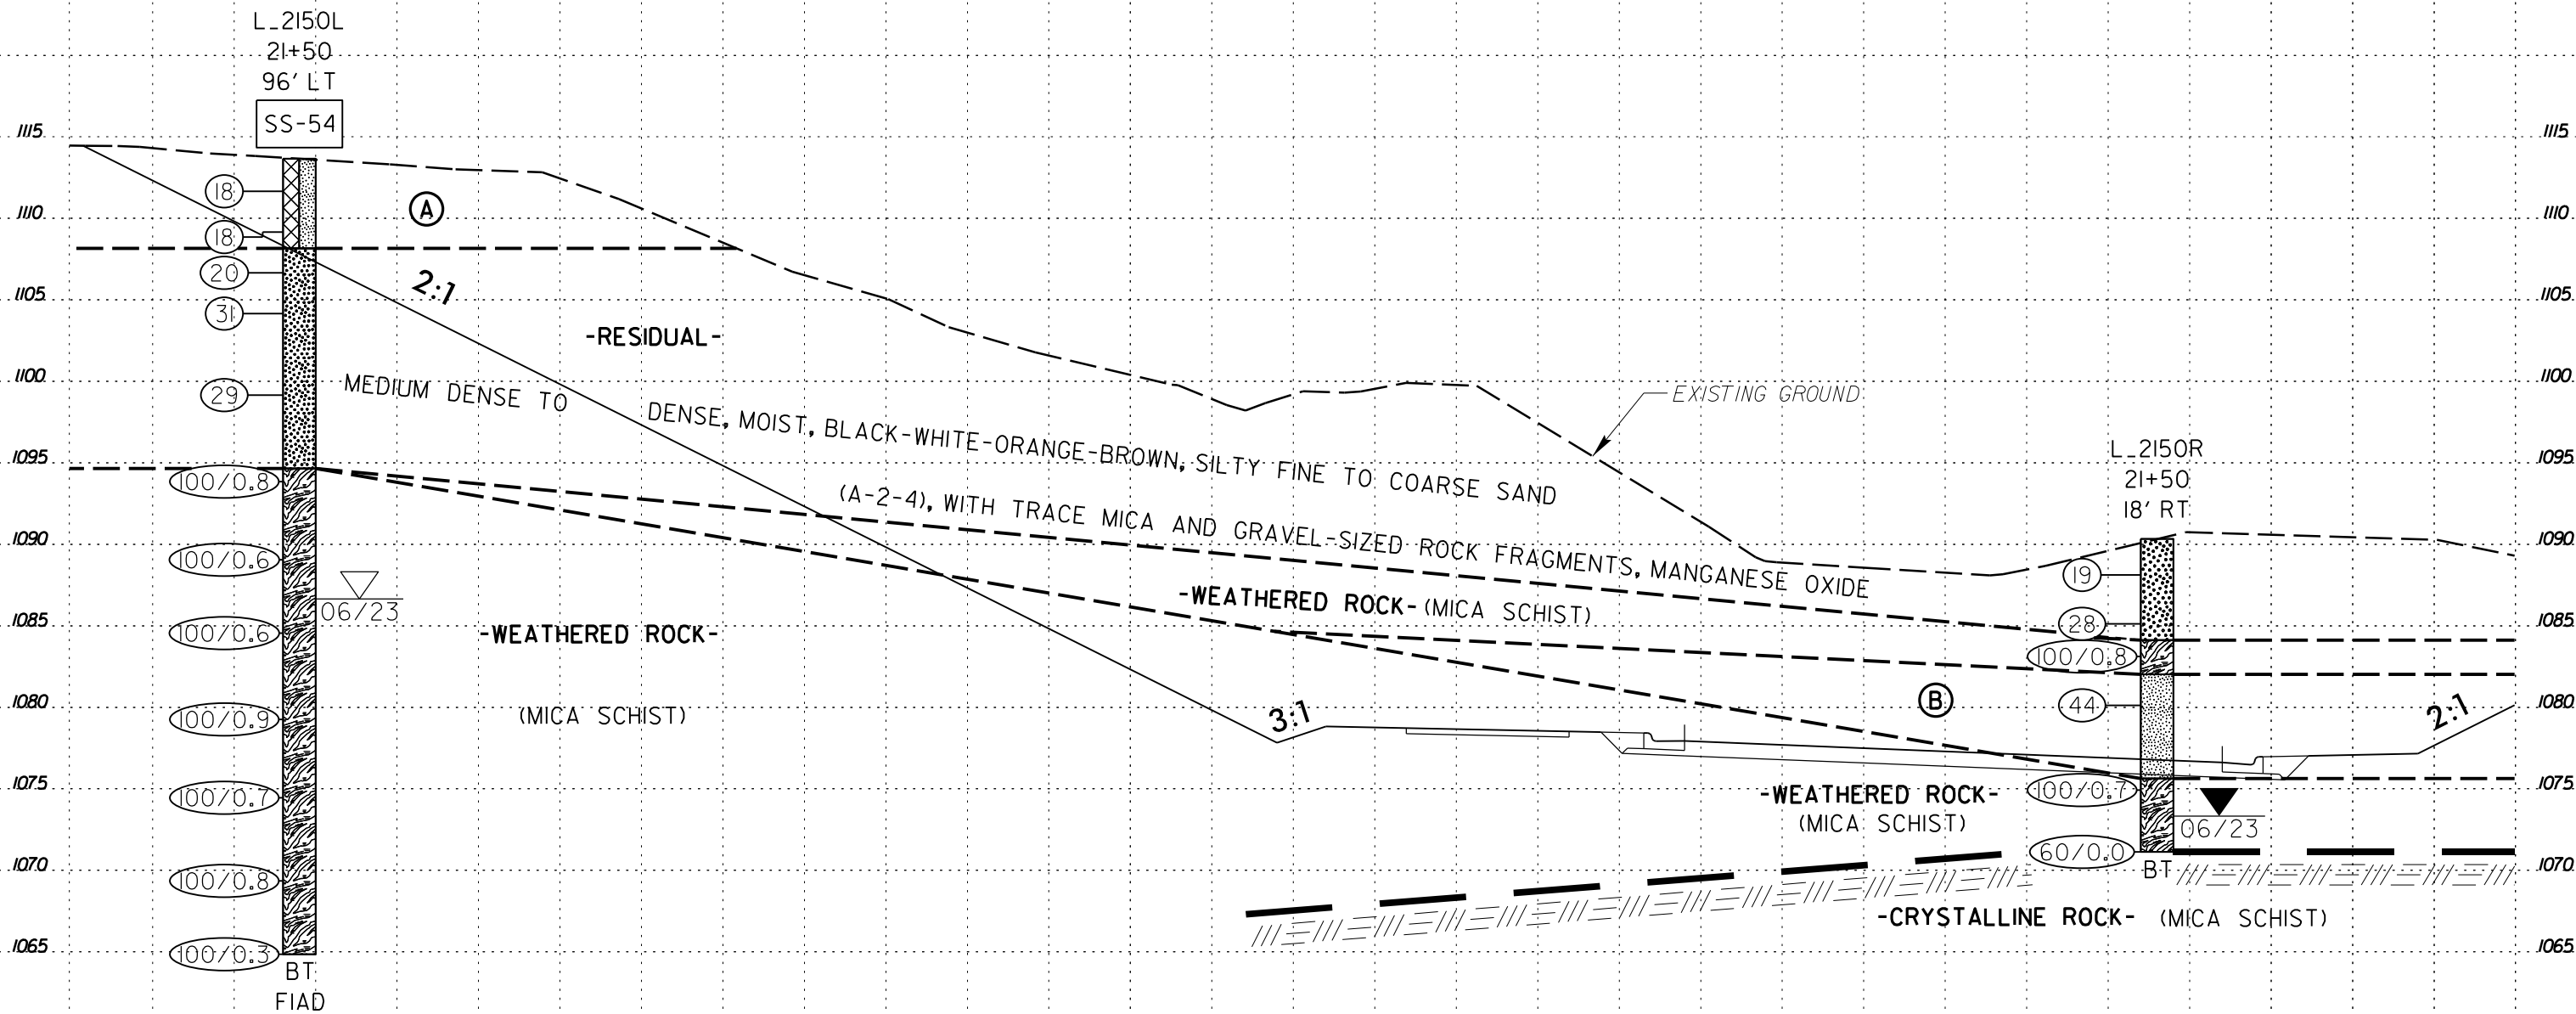 L_2150L
21+50
96' LT
SS-54
1115 1115
18
A
1110 1110
18
20
2:1
1105 1105
31
-RESIDUAL-
1100 1100
29
MEDIUM DENSE TO DENSE, MOIST, BLACK-WHITE-ORANGE-BROWN, SILTY FINE TO COARSE SAND
(A-2-4), WITH TRACE MICA AND GRAVEL-SIZED ROCK FRAGMENTS, MANGANESE OXIDE
EXISTING GROUND
L_2150R
21+50
18' RT
1095 1095
100/0.8
1090 1090
100/0.6
19
-WEATHERED ROCK- (MICA SCHIST)
06/23
1085 1085
28
100/0.6
-WEATHERED ROCK-
(MICA SCHIST)
100/0.8
B
44
1080 1080
100/0.9
3:1
2:1
1075 1075
100/0.7
-WEATHERED ROCK-
(MICA SCHIST)
100/0.7
06/23
60/0.0
BT
1070 1070
100/0.8
-CRYSTALLINE ROCK- (MICA SCHIST)
1065 1065
100/0.3
BT
FIAD